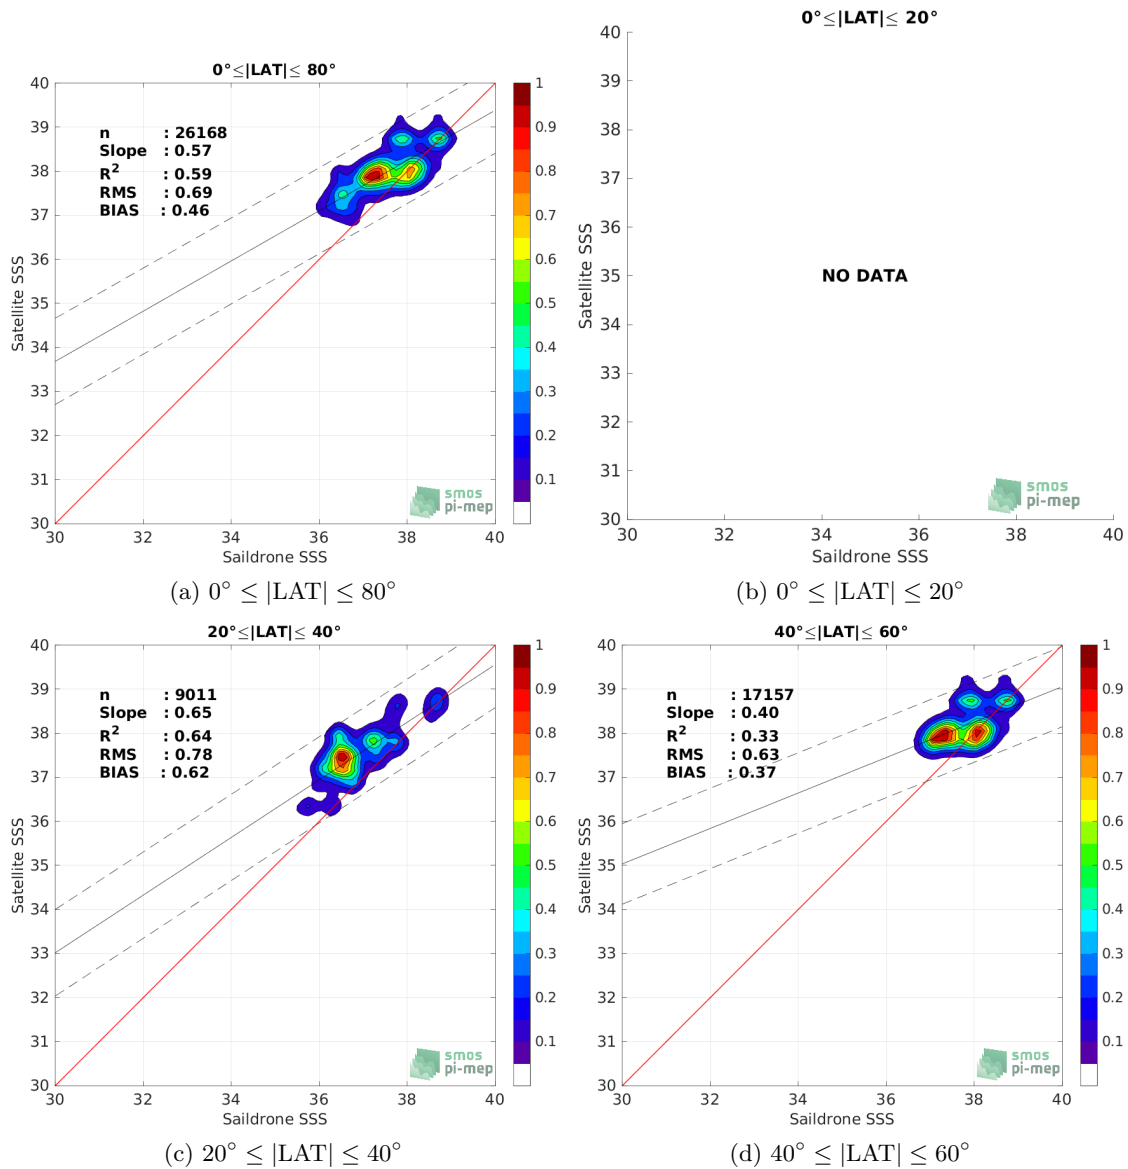 0°≤|LAT|≤ 80°
40
39
38
37
36
35
34
33
32
31
30
Satellite SSS
n : 26168
Slope : 0.57
R² : 0.59
RMS : 0.69
BIAS : 0.46
smos
pi-mep
30 32 34 36 38 40
Saildrone SSS
1
0.9
0.8
0.7
0.6
0.5
0.4
0.3
0.2
0.1
(a) 0° ≤ |LAT| ≤ 80°
0°≤|LAT|≤ 20°
40
39
38
37
36
35
34
33
32
31
30
Satellite SSS
NO DATA
smos
pi-mep
30 32 34 36 38 40
Saildrone SSS
(b) 0° ≤ |LAT| ≤ 20°
20°≤|LAT|≤ 40°
40
39
38
37
36
35
34
33
32
31
30
Satellite SSS
n : 9011
Slope : 0.65
R² : 0.64
RMS : 0.78
BIAS : 0.62
smos
pi-mep
30 32 34 36 38 40
Saildrone SSS
1
0.9
0.8
0.7
0.6
0.5
0.4
0.3
0.2
0.1
(c) 20° ≤ |LAT| ≤ 40°
40°≤|LAT|≤ 60°
40
39
38
37
36
35
34
33
32
31
30
Satellite SSS
n : 17157
Slope : 0.40
R² : 0.33
RMS : 0.63
BIAS : 0.37
smos
pi-mep
30 32 34 36 38 40
Saildrone SSS
1
0.9
0.8
0.7
0.6
0.5
0.4
0.3
0.2
0.1
(d) 40° ≤ |LAT| ≤ 60°